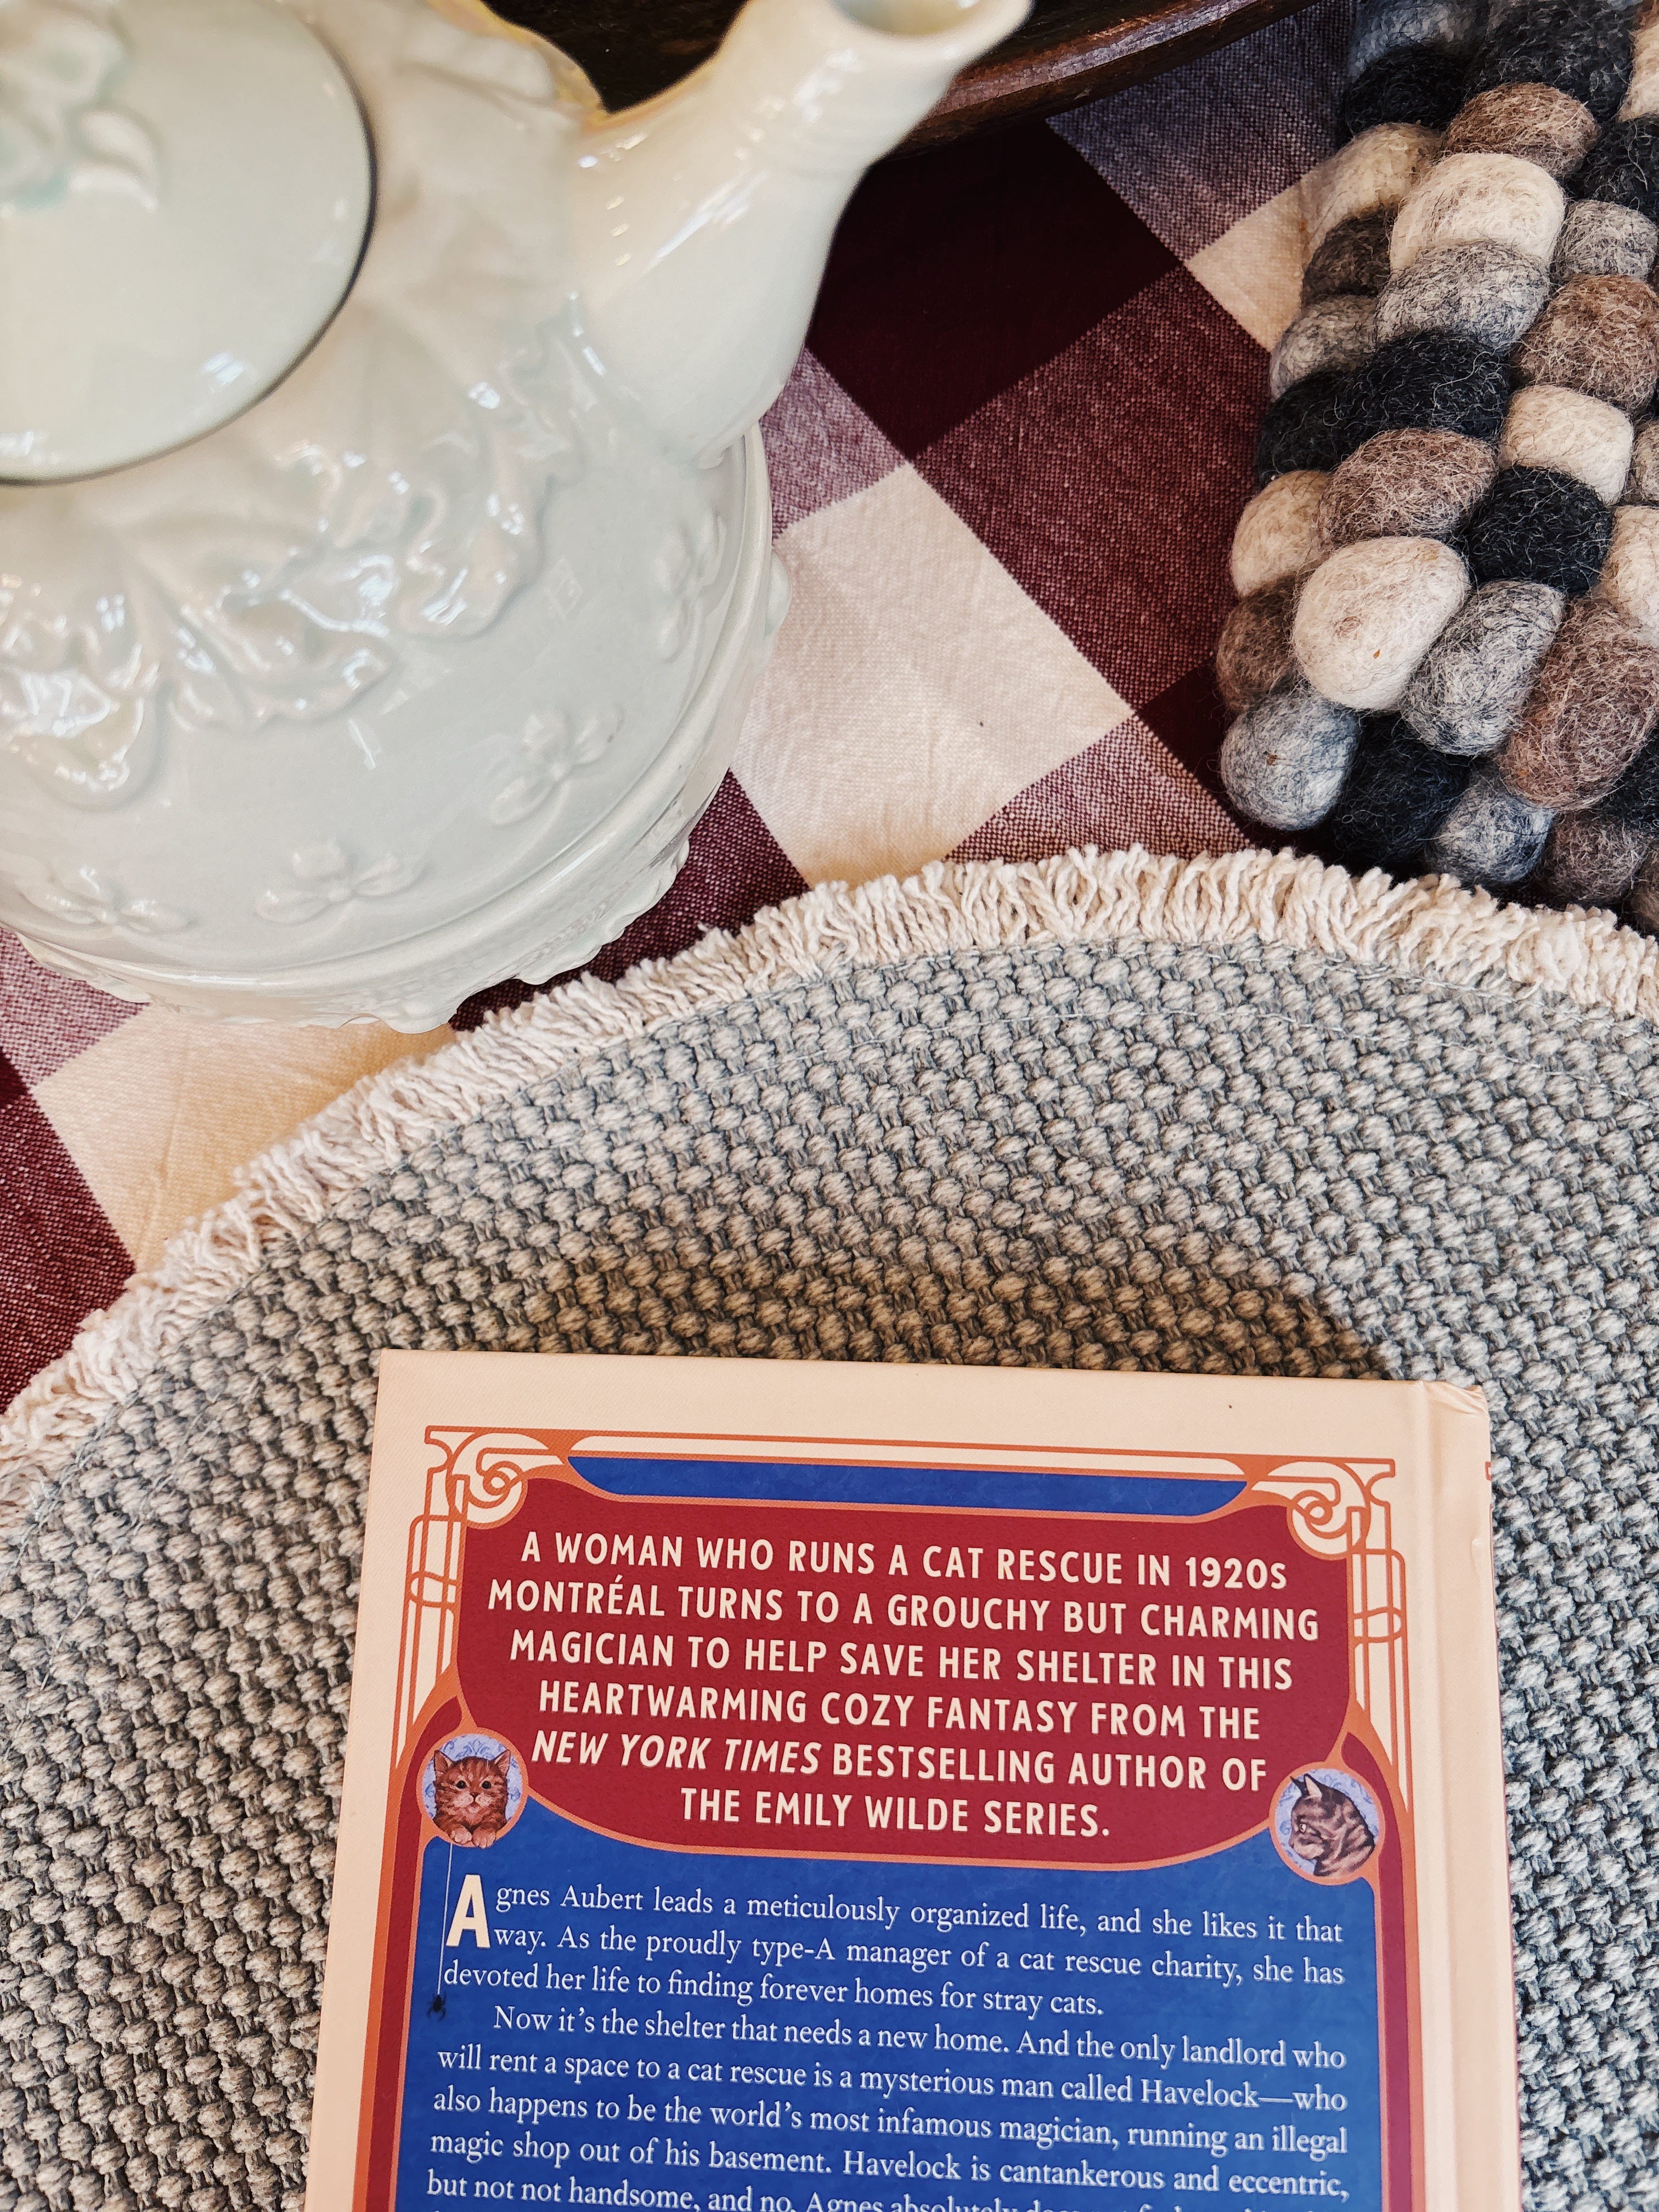 A WOMAN WHO RUNS A CAT RESCUE IN 1920s
MONTRÉAL TURNS TO A GROUCHY BUT CHARMING
MAGICIAN TO HELP SAVE HER SHELTER IN THIS
HEARTWARMING COZY FANTASY FROM THE
NEW YORK TIMES BESTSELLING AUTHOR OF
THE EMILY WILDE SERIES.
Agnes Aubert leads a meticulously organized life, and she likes it that
way. As the proudly type-A manager of a cat rescue charity, she has
devoted her life to finding forever homes for stray cats.
Now it's the shelter that needs a new home. And the only landlord who
will rent a space to a cat rescue is a mysterious man called Havelock—who
also happens to be the world's most infamous magician, running an illegal
magic shop out of his basement. Havelock is cantankerous and eccentric,
but not not handsome, and no, Agnes absolutely